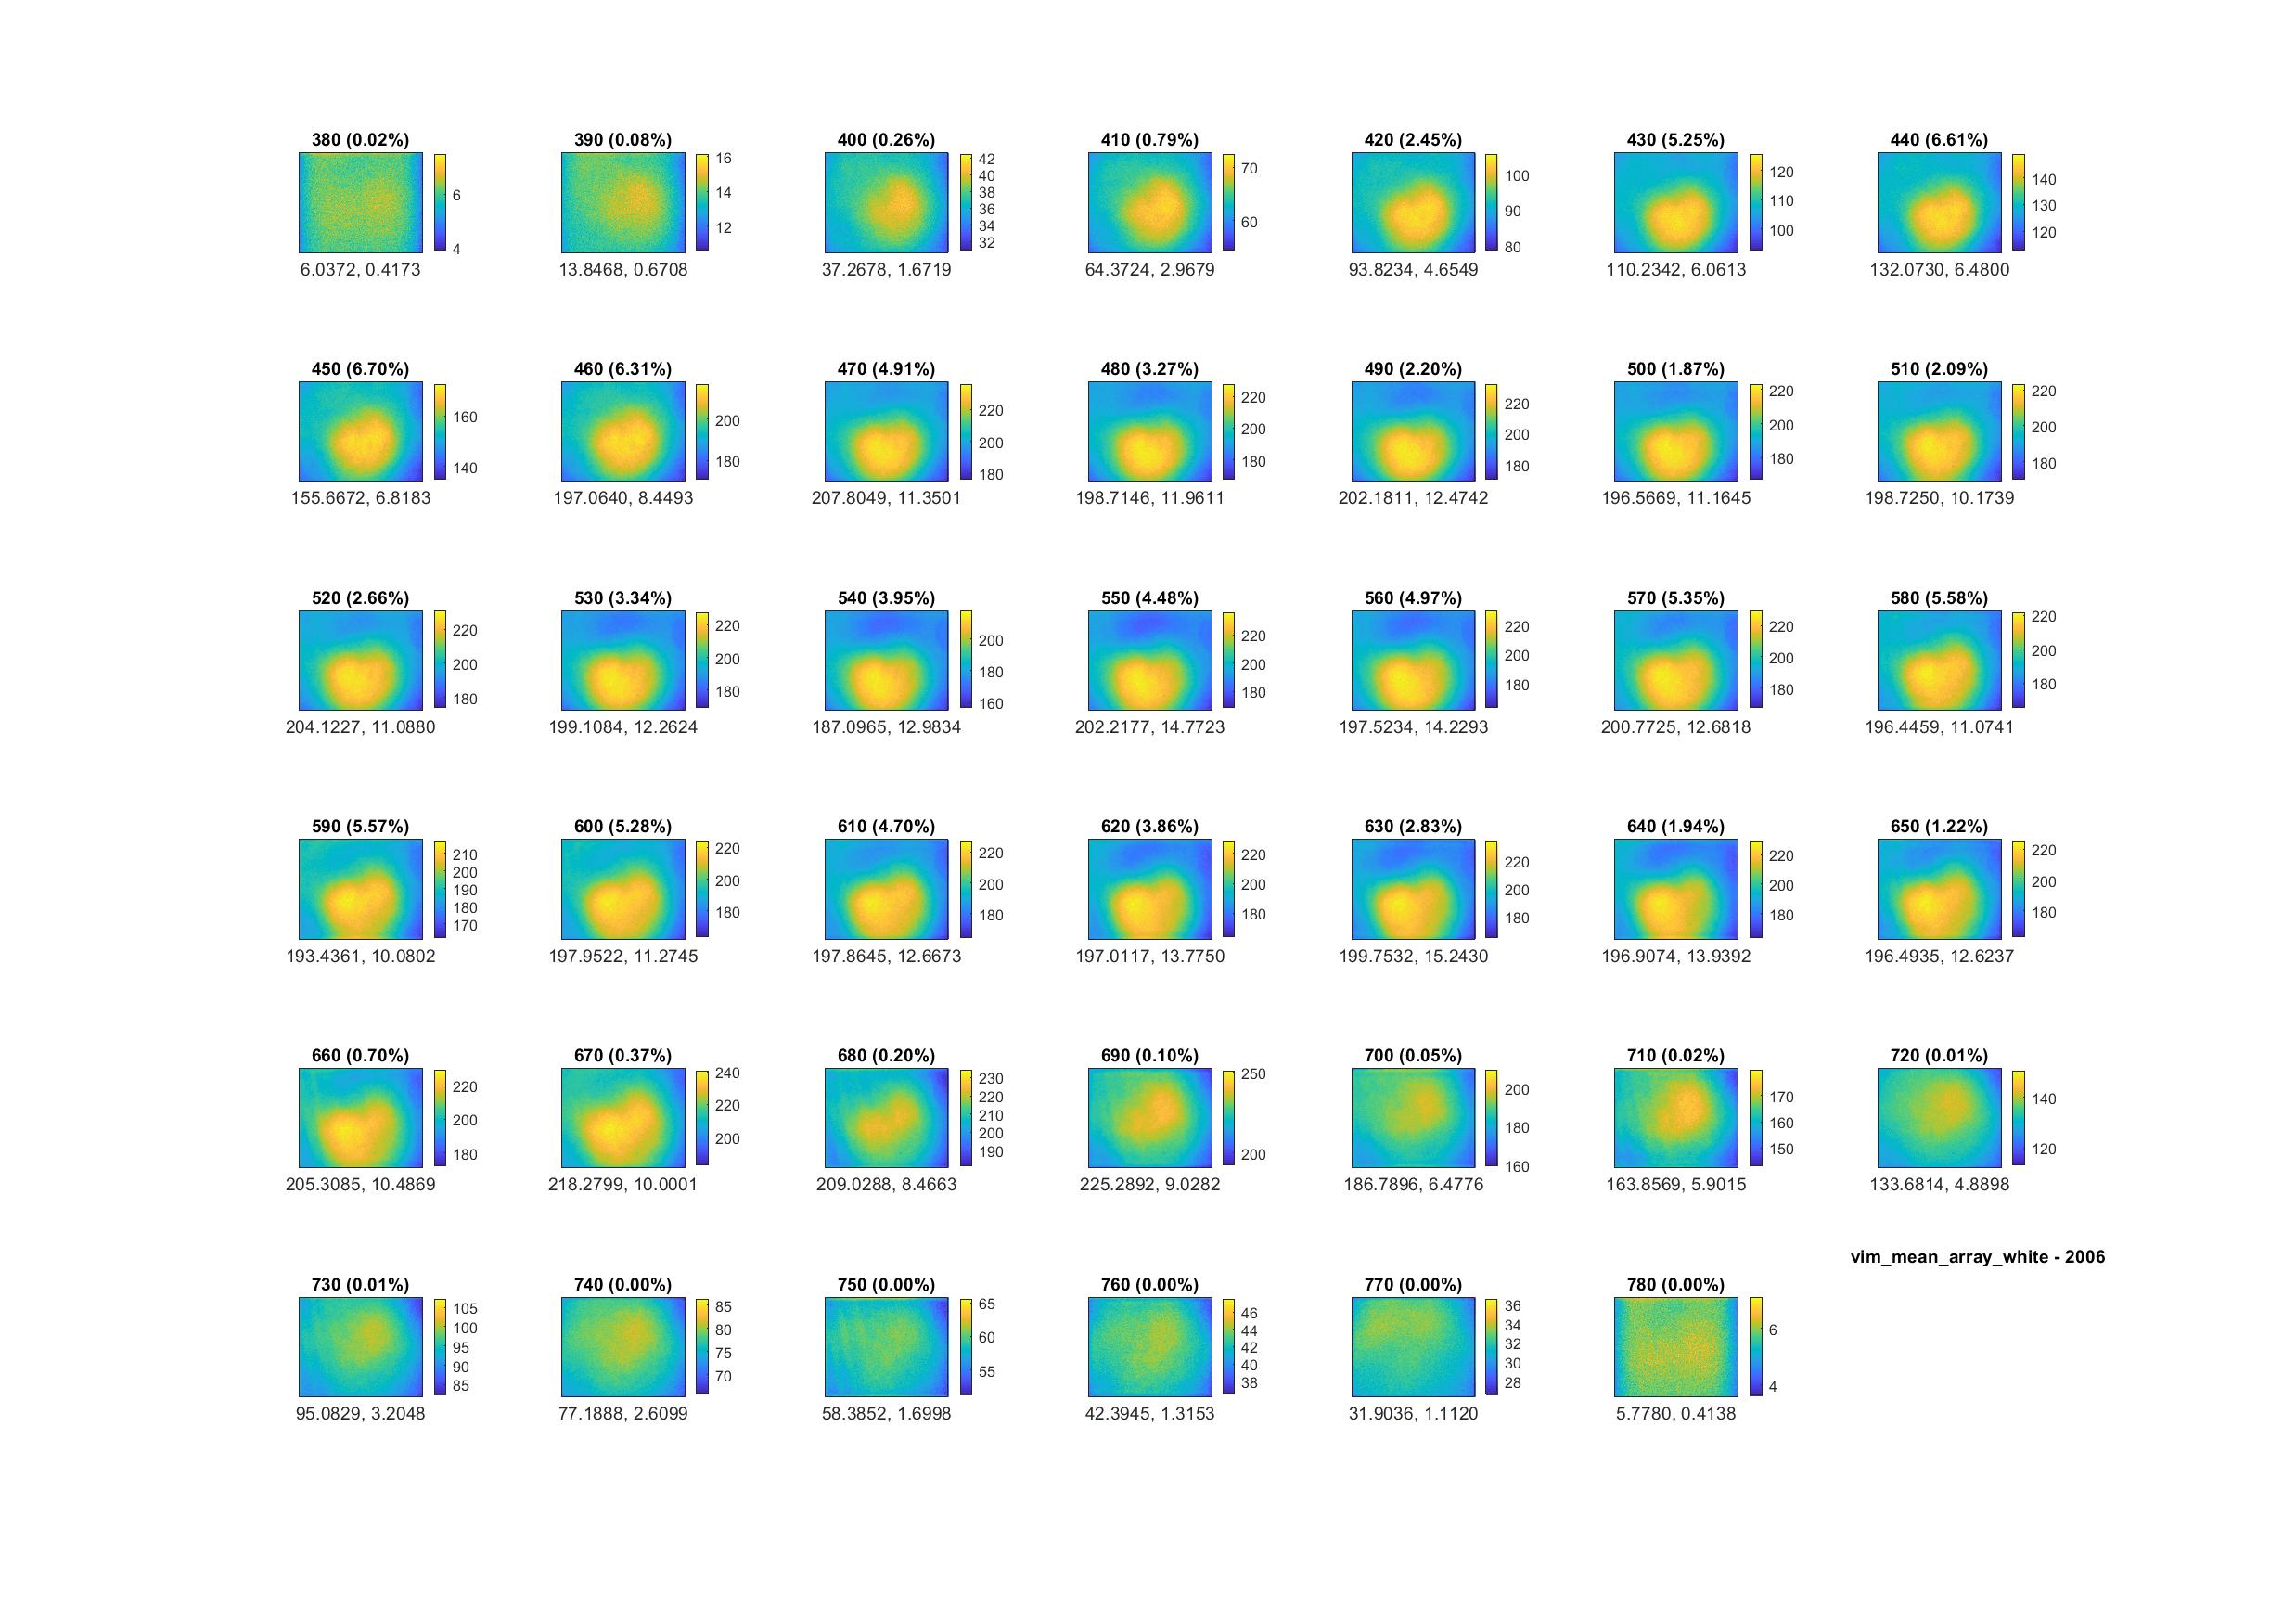 380 (0.02%) 390 (0.08%) 400 (0.26%) 410 (0.79%) 420 (2.45%) 430 (5.25%) 440 (6.61%)
6 4 16 14 12 42 40 38 36 34 32 70 60 100 90 80 120 110 100 140 130 120
6.0372, 0.4173 13.8468, 0.6708 37.2678, 1.6719 64.3724, 2.9679 93.8234, 4.6549 110.2342, 6.0613 132.0730, 6.4800
450 (6.70%) 460 (6.31%) 470 (4.91%) 480 (3.27%) 490 (2.20%) 500 (1.87%) 510 (2.09%)
160 140 200 180 220 200 180 220 200 180 220 200 180 220 200 180 220 200 180
155.6672, 6.8183 197.0640, 8.4493 207.8049, 11.3501 198.7146, 11.9611 202.1811, 12.4742 196.5669, 11.1645 198.7250, 10.1739
520 (2.66%) 530 (3.34%) 540 (3.95%) 550 (4.48%) 560 (4.97%) 570 (5.35%) 580 (5.58%)
220 200 180 220 200 180 200 180 160 220 200 180 220 200 180 220 200 180 220 200 180
204.1227, 11.0880 199.1084, 12.2624 187.0965, 12.9834 202.2177, 14.7723 197.5234, 14.2293 200.7725, 12.6818 196.4459, 11.0741
590 (5.57%) 600 (5.28%) 610 (4.70%) 620 (3.86%) 630 (2.83%) 640 (1.94%) 650 (1.22%)
210 200 190 180 170 220 200 180 220 200 180 220 200 180 220 200 180 220 200 180 220 200 180
193.4361, 10.0802 197.9522, 11.2745 197.8645, 12.6673 197.0117, 13.7750 199.7532, 15.2430 196.9074, 13.9392 196.4935, 12.6237
660 (0.70%) 670 (0.37%) 680 (0.20%) 690 (0.10%) 700 (0.05%) 710 (0.02%) 720 (0.01%)
220 200 180 240 220 200 230 220 210 200 190 250 200 200 180 160 170 160 150 140 120
205.3085, 10.4869 218.2799, 10.0001 209.0288, 8.4663 225.2892, 9.0282 186.7896, 6.4776 163.8569, 5.9015 133.6814, 4.8898
vim_mean_array_white - 2006
730 (0.01%) 740 (0.00%) 750 (0.00%) 760 (0.00%) 770 (0.00%) 780 (0.00%)
105 100 95 90 85 85 80 75 70 65 60 55 46 44 42 40 38 36 34 32 30 28 6 4
95.0829, 3.2048 77.1888, 2.6099 58.3852, 1.6998 42.3945, 1.3153 31.9036, 1.1120 5.7780, 0.4138